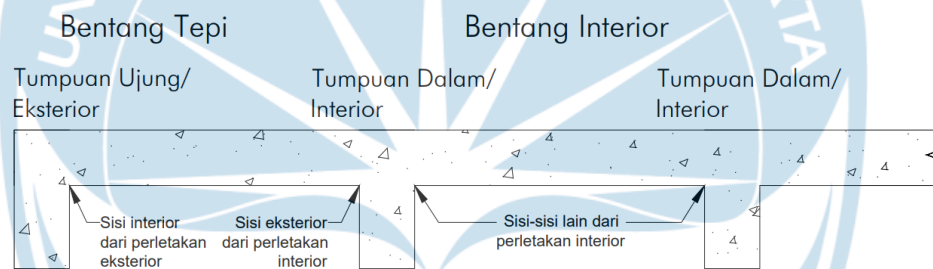 Bentang Tepi
Bentang Interior
Tumpuan Ujung/
Eksterior
Tumpuan Dalam/
Interior
Tumpuan Dalam/
Interior
Sisi interior
dari perletakan
eksterior
Sisi eksterior
dari perletakan
interior
Sisi-sisi lain dari
perletakan interior